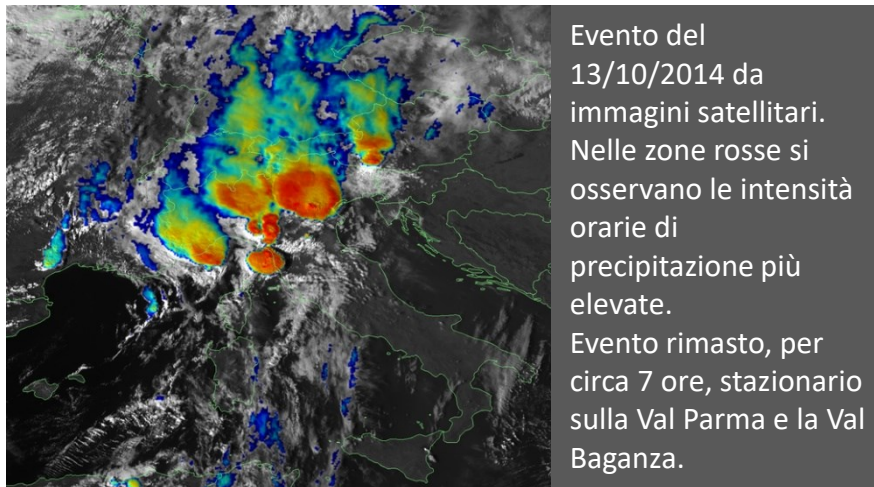 Evento del
13/10/2014 da
immagini satellitari.
Nelle zone rosse si
osservano le intensità
orarie di
precipitazione più
elevate.
Evento rimasto, per
circa 7 ore, stazionario
sulla Val Parma e la Val
Baganza.